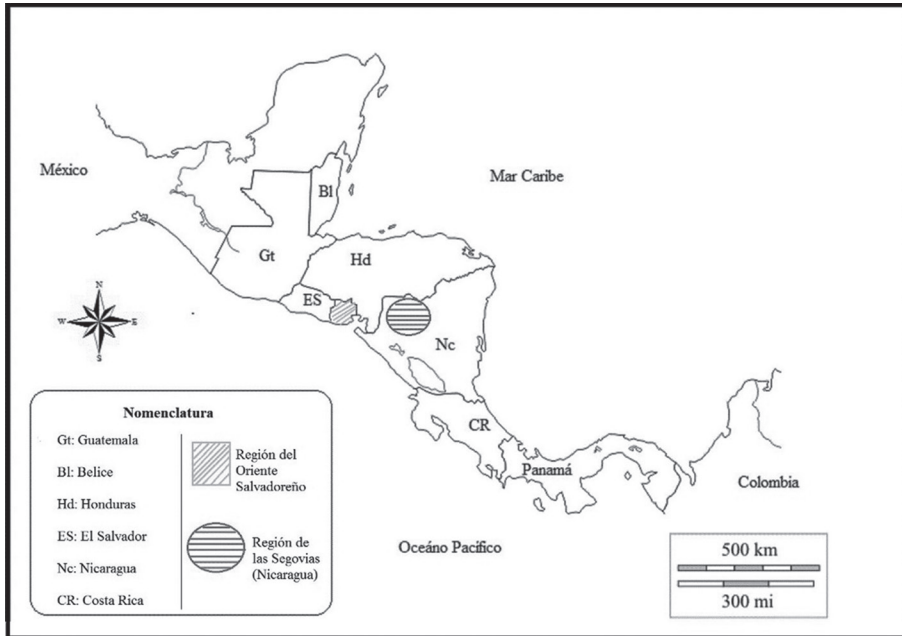 México
Mar Caribe
Bl
Gt
Hd
ES
Nc
N
W
E
S
CR
Panamá
Colombia
Oceáno Pacífico
Nomenclatura
Gt: Guatemala
Bl: Belice
Hd: Honduras
ES: El Salvador
Nc: Nicaragua
CR: Costa Rica
Región del
Oriente
Salvadoreño
Región de
las Segovias
(Nicaragua)
500 km
300 mi